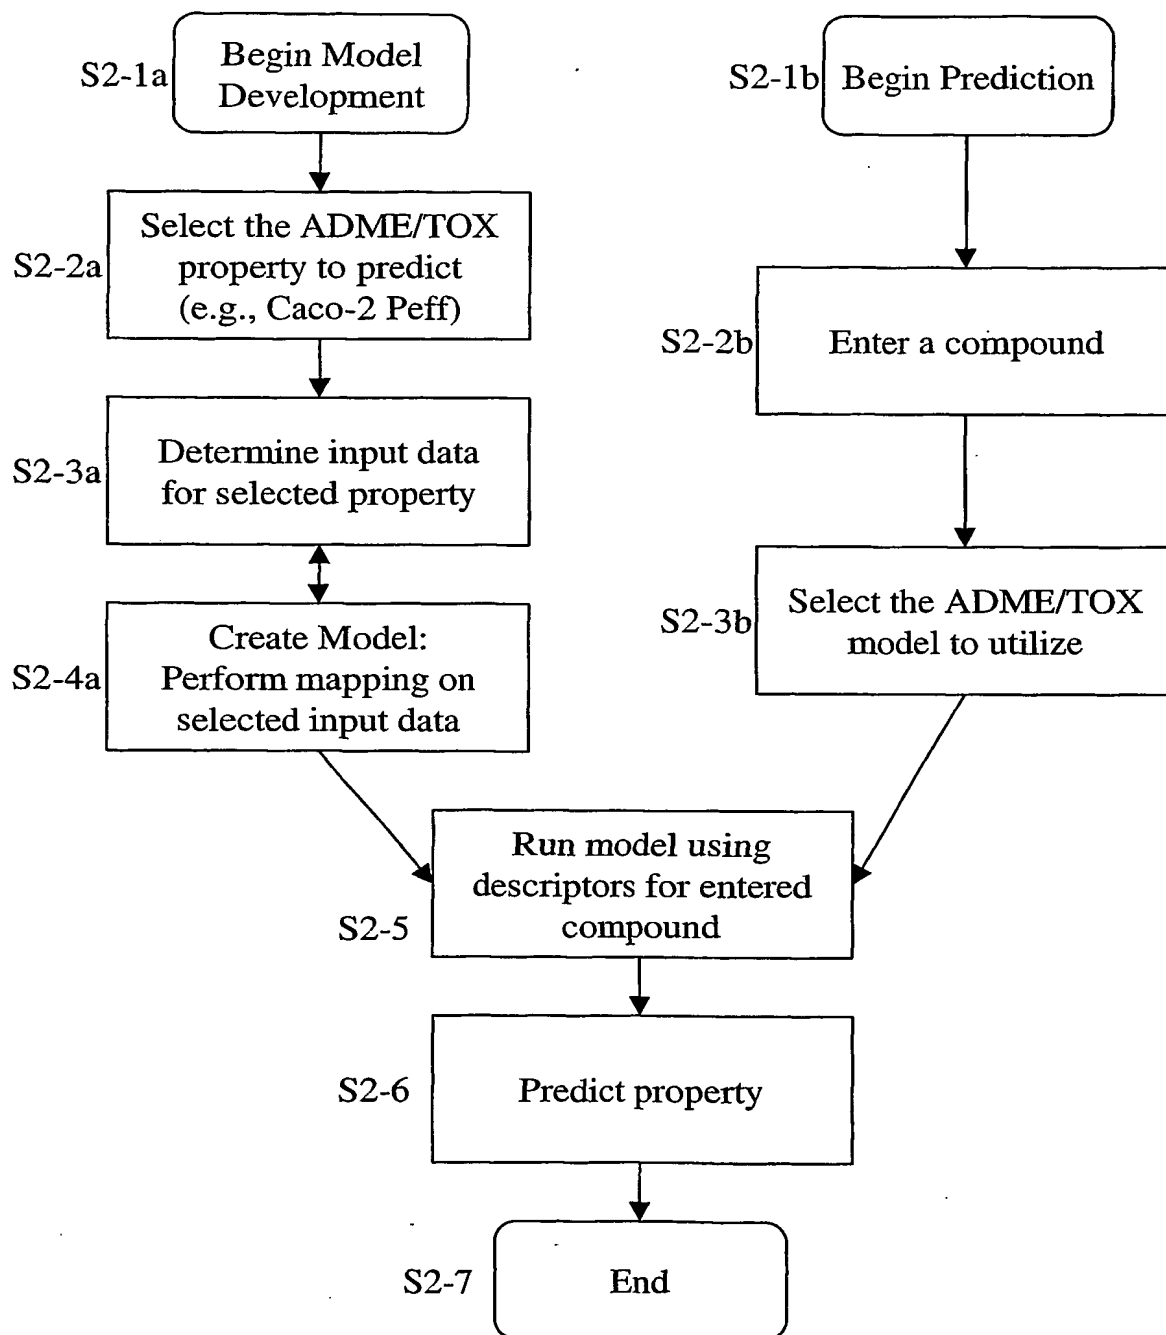 S2-1a
Begin Model
Development
S2-2a
Select the ADME/TOX
property to predict
(e.g., Caco-2 Peff)
S2-3a
Determine input data
for selected property
S2-4a
Create Model:
Perform mapping on
selected input data
S2-1b
Begin Prediction
S2-2b
Enter a compound
S2-3b
Select the ADME/TOX
model to utilize
S2-5
Run model using
descriptors for entered
compound
S2-6
Predict property
S2-7
End